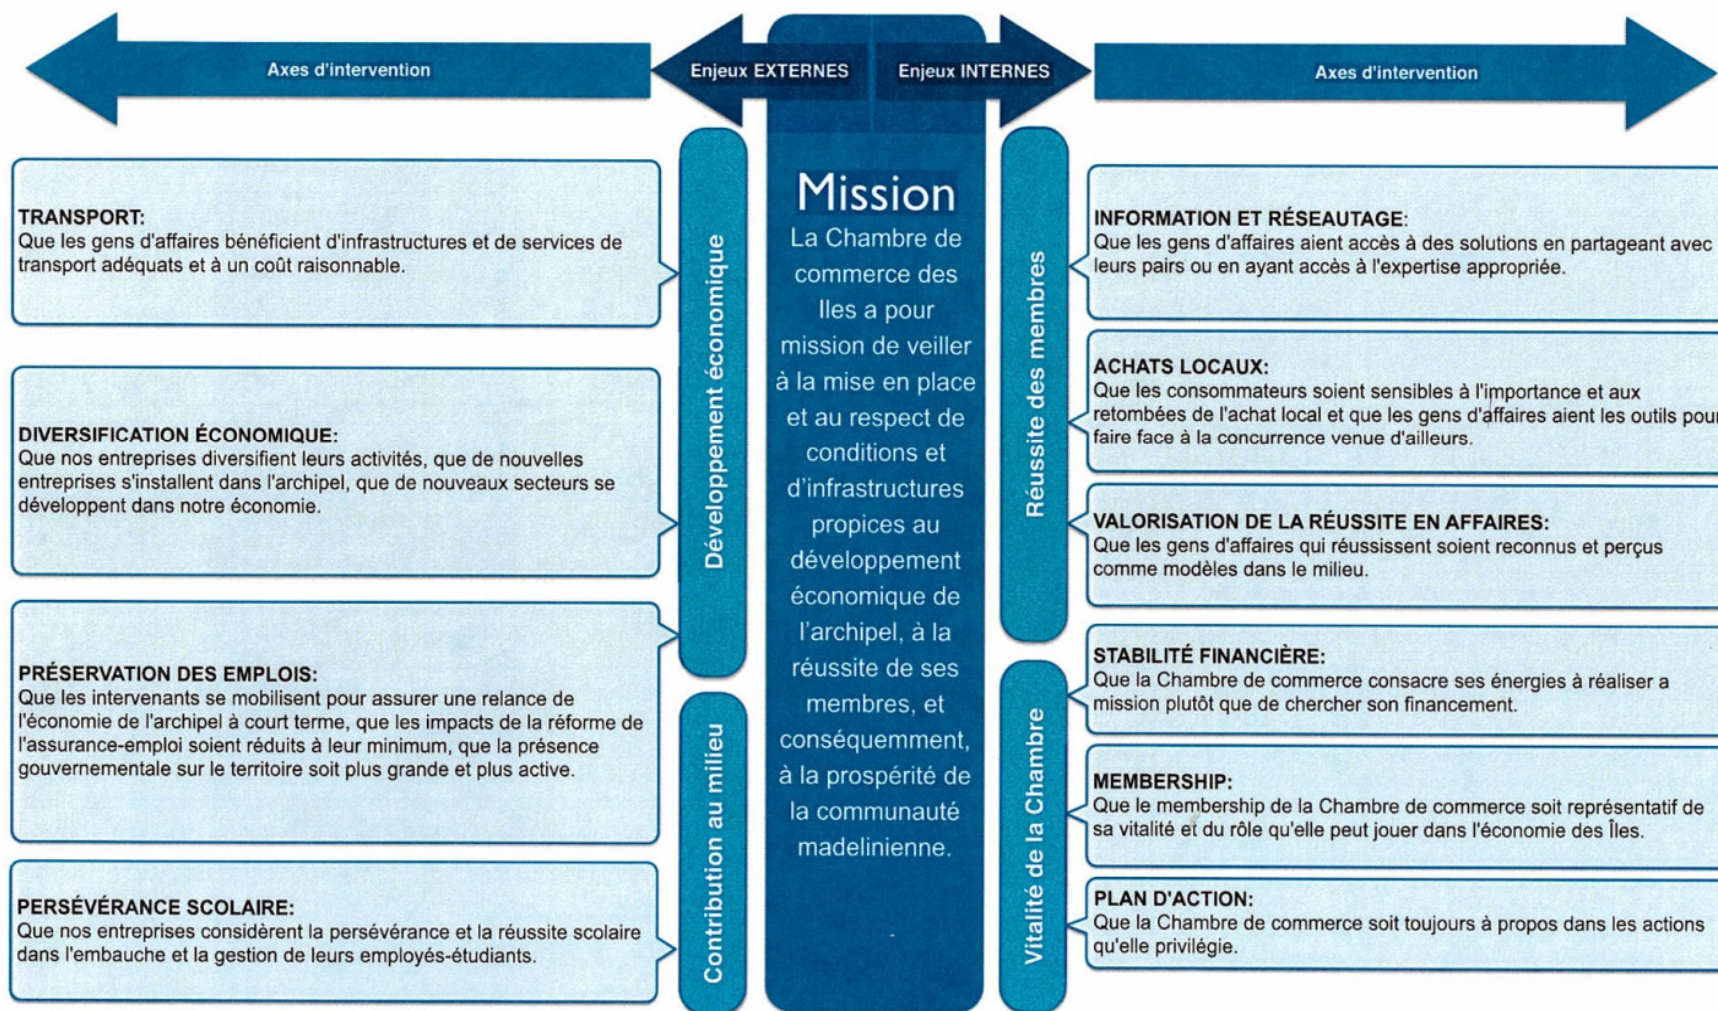 Axes d'intervention
Enjeux EXTERNES
Enjeux INTERNES
Axes d'intervention
TRANSPORT:
Que les gens d'affaires bénéficient d'infrastructures et de services de
transport adéquats et à un coût raisonnable.
DIVERSIFICATION ÉCONOMIQUE:
Que nos entreprises diversifient leurs activités, que de nouvelles
entreprises s'installent dans l'archipel, que de nouveaux secteurs se
développent dans notre économie.
PRÉSERVATION DES EMPLOIS:
Que les intervenants se mobilisent pour assurer une relance de
l'économie de l'archipel à court terme, que les impacts de la réforme de
l'assurance-emploi soient réduits à leur minimum, que la présence
gouvernementale sur le territoire soit plus grande et plus active.
PERSÉVÉRANCE SCOLAIRE:
Que nos entreprises considèrent la persévérance et la réussite scolaire
dans l'embauche et la gestion de leurs employés-étudiants.
Développement économique
Contribution au milieu
Mission
La Chambre de
commerce des
Iles a pour
mission de veiller
à la mise en place
et au respect de
conditions et
d'infrastructures
propices au
développement
économique de
l'archipel, à la
réussite de ses
membres, et
conséquemment,
à la prospérité de
la communauté
madelinienne.
Réussite des membres
Vitalité de la Chambre
INFORMATION ET RÉSEAUTAGE:
Que les gens d'affaires aient accès à des solutions en partageant avec
leurs pairs ou en ayant accès à l'expertise appropriée.
ACHATS LOCAUX:
Que les consommateurs soient sensibles à l'importance et aux
retombées de l'achat local et que les gens d'affaires aient les outils pour
faire face à la concurrence venue d'ailleurs.
VALORISATION DE LA RÉUSSITE EN AFFAIRES:
Que les gens d'affaires qui réussissent soient reconnus et perçus
comme modèles dans le milieu.
STABILITÉ FINANCIÈRE:
Que la Chambre de commerce consacre ses énergies à réaliser a
mission plutôt que de chercher son financement.
MEMBERSHIP:
Que le membership de la Chambre de commerce soit représentatif de
sa vitalité et du rôle qu'elle peut jouer dans l'économie des Îles.
PLAN D'ACTION:
Que la Chambre de commerce soit toujours à propos dans les actions
qu'elle privilégie.